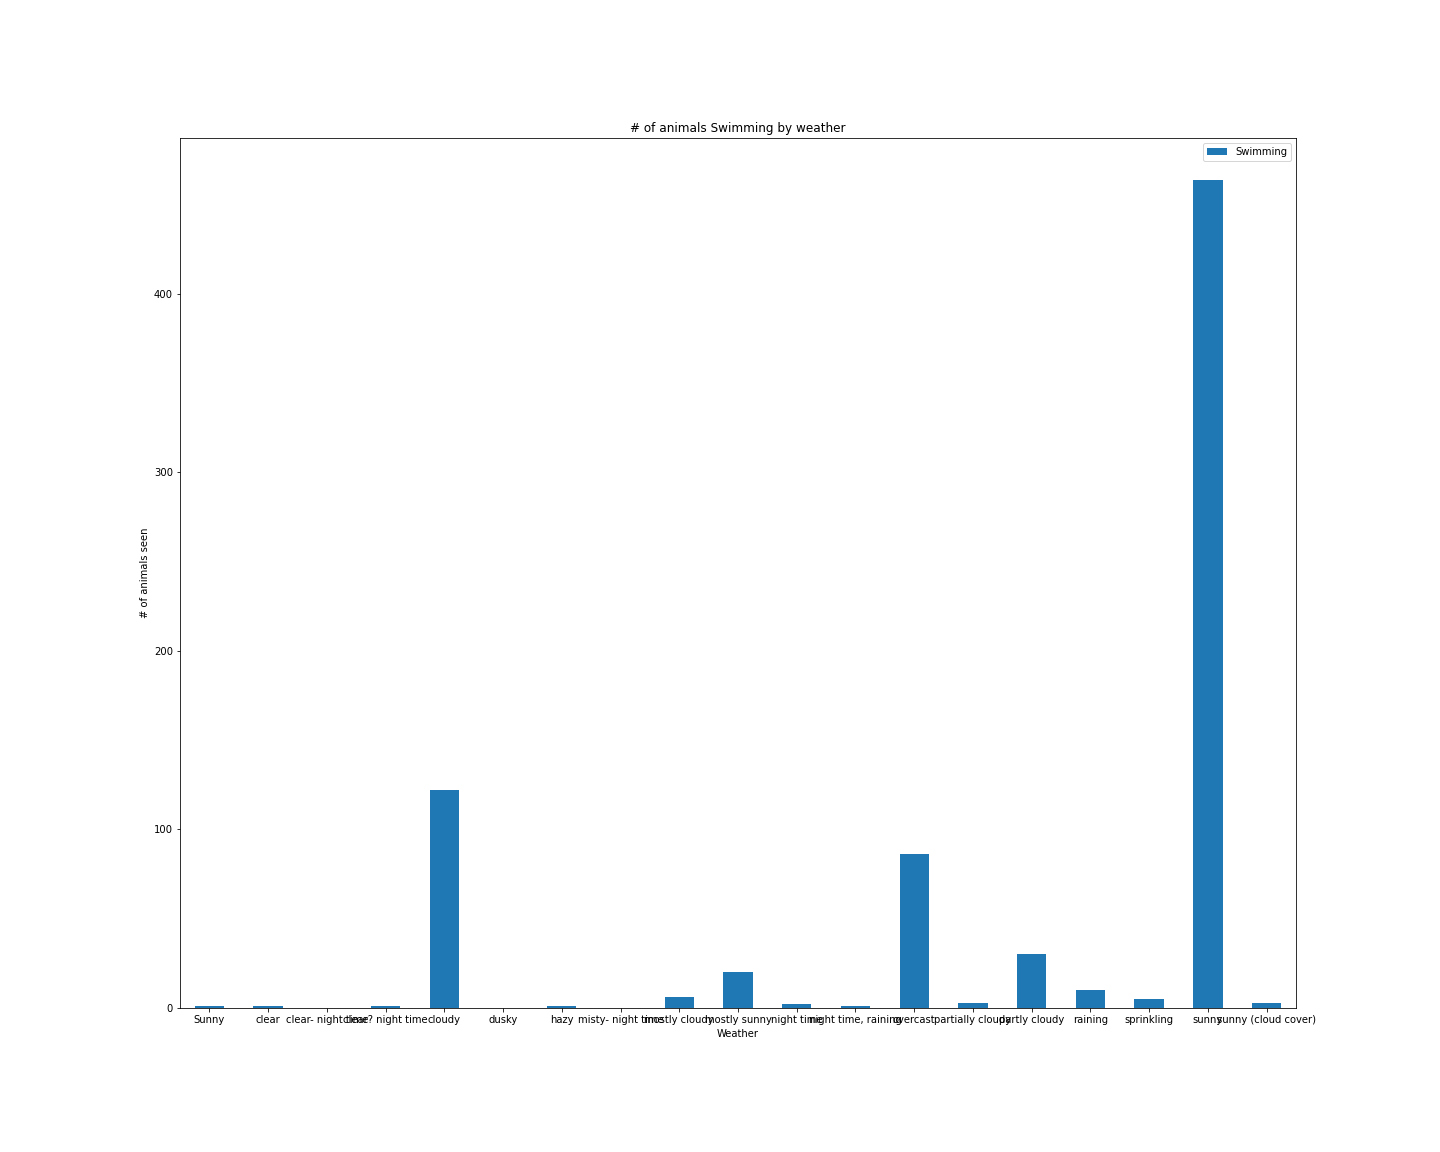 # of animals Swimming by weather
Swimming
400
300
200
100
0
# of animals seen
Sunny clear clear- night time clear? night time cloudy dusky hazy misty- night time mostly cloudy mostly sunny night time night time, raining overcast partially cloudy partly cloudy raining sprinkling sunny sunny (cloud cover)
Weather